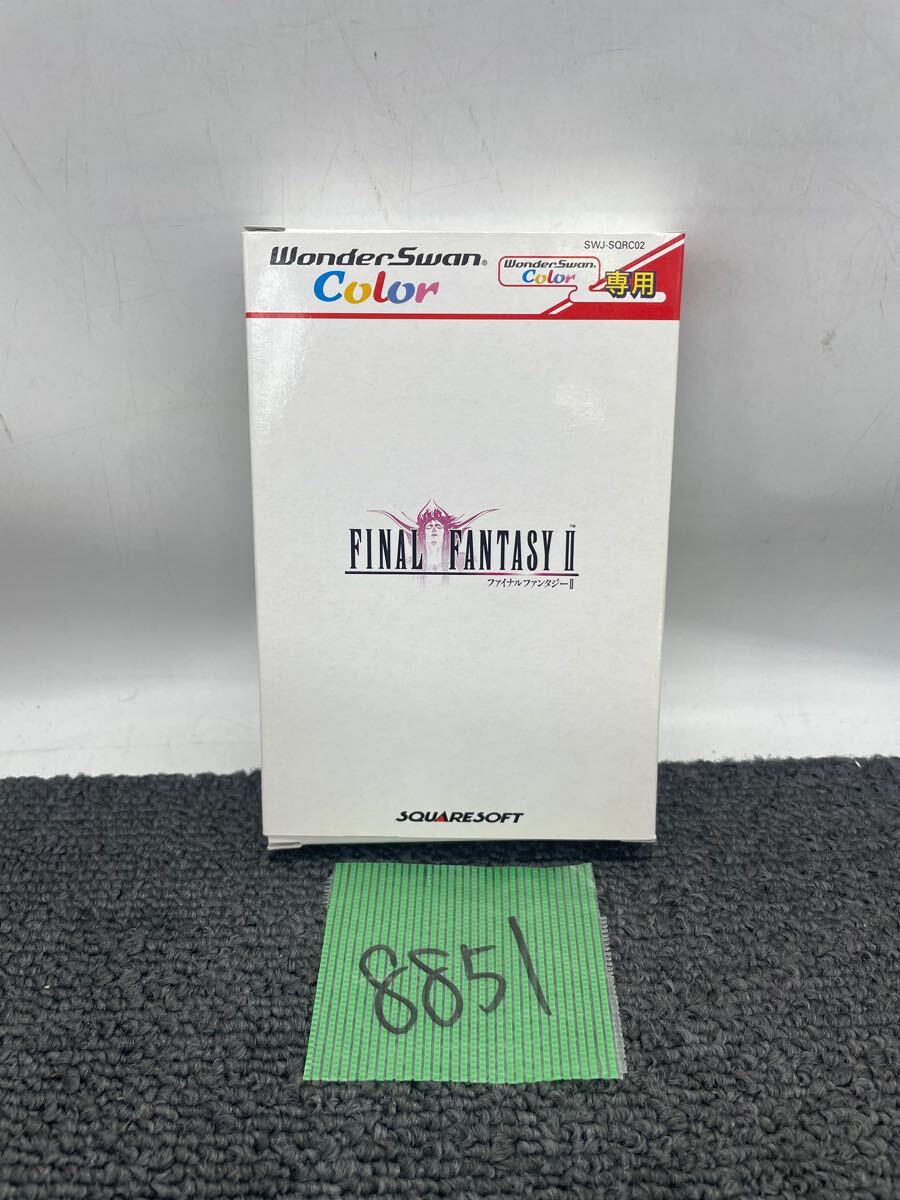 SWJ-SQRC02
WonderSwan®
Color
WonderSwan®
Color
専用
FINAL FANTASY II™
ファイナルファンタジーII
SQUARESOFT
8851